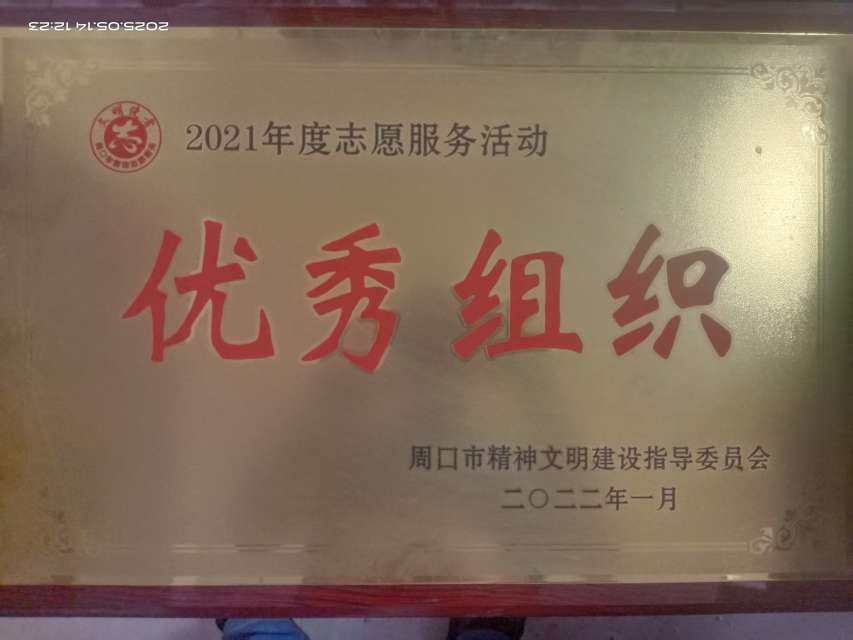 2025.05.14 12:23
2021年度志愿服务活动
优秀组织
周口市精神文明建设指导委员会
二〇二二年一月